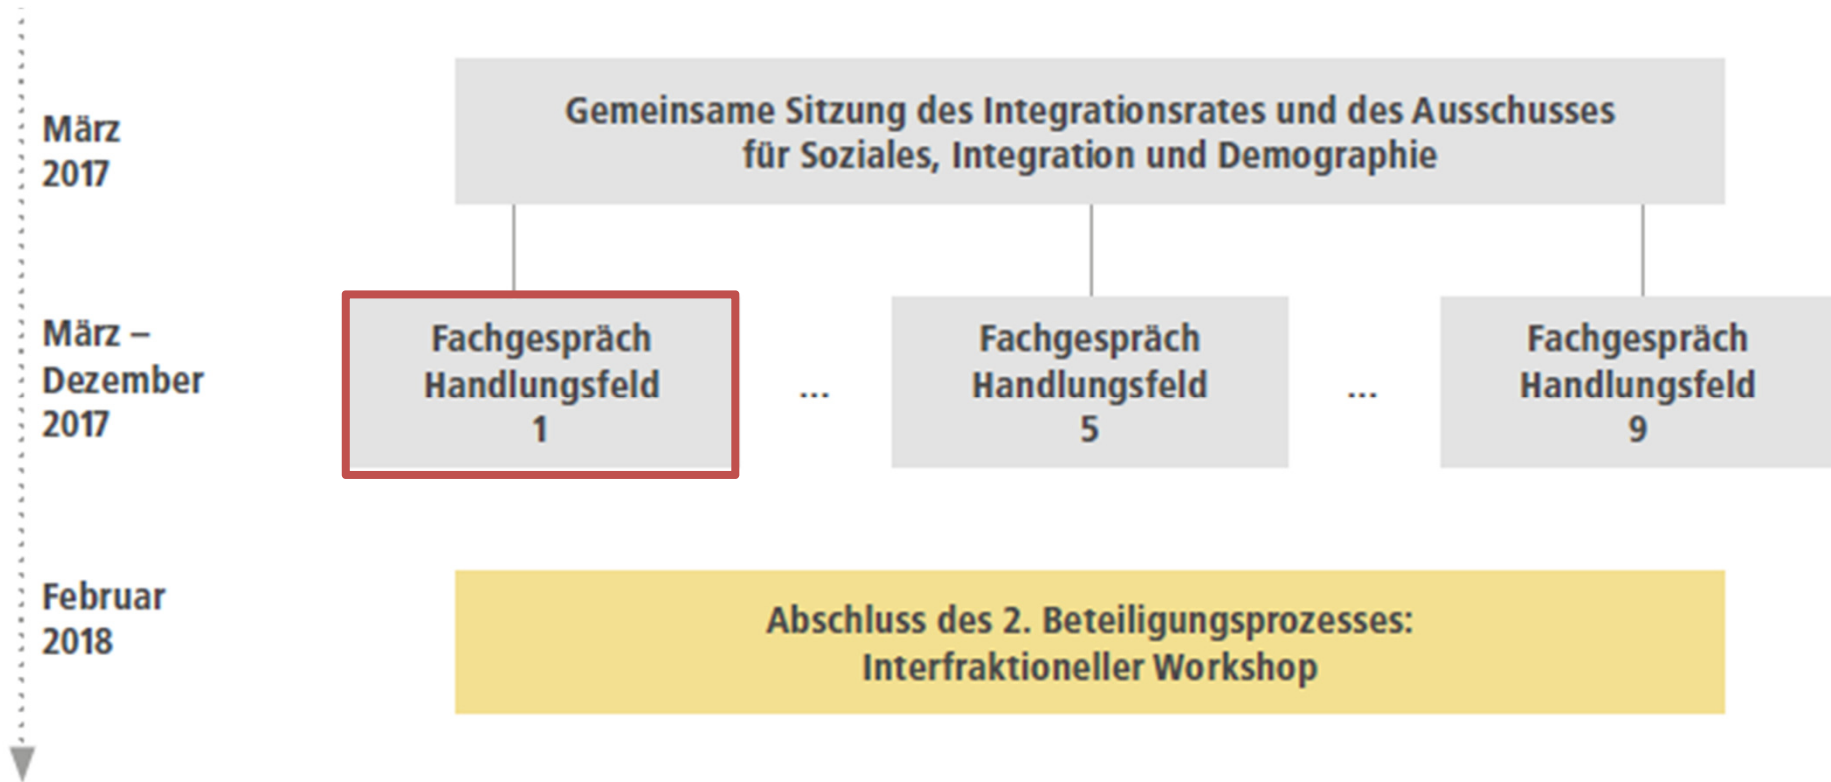 März
2017
Gemeinsame Sitzung des Integrationsrates und des Ausschusses
für Soziales, Integration und Demographie
März –
Dezember
2017
Fachgespräch
Handlungsfeld
1
...
Fachgespräch
Handlungsfeld
5
...
Fachgespräch
Handlungsfeld
9
Februar
2018
Abschluss des 2. Beteiligungsprozesses:
Interfraktioneller Workshop